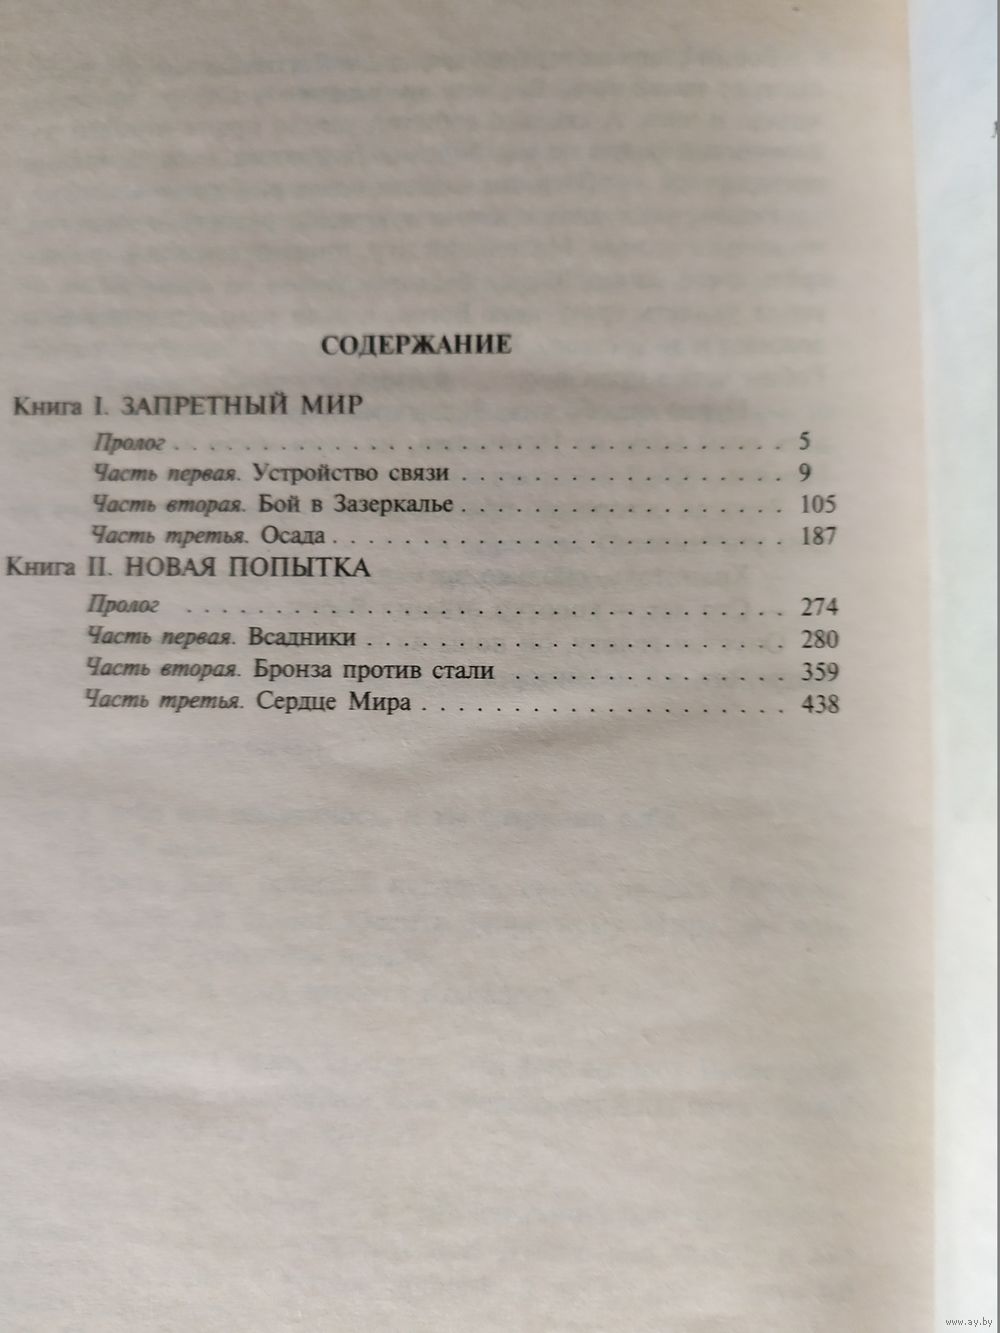 СОДЕРЖАНИЕ
Книга I. ЗАПРЕТНЫЙ МИР
Пролог . . . . . . . . . . . . . . . . . . . . . . . . . . . . 5
Часть первая. Устройство связи . . . . . . . . . . . . . . . 9
Часть вторая. Бой в Зазеркалье . . . . . . . . . . . . . . . 105
Часть третья. Осада . . . . . . . . . . . . . . . . . . . . . 187
Книга II. НОВАЯ ПОПЫТКА
Пролог . . . . . . . . . . . . . . . . . . . . . . . . . . . . 274
Часть первая. Всадники . . . . . . . . . . . . . . . . . . . 280
Часть вторая. Бронза против стали . . . . . . . . . . . . . 359
Часть третья. Сердце Мира . . . . . . . . . . . . . . . . . 438
www.ay.by